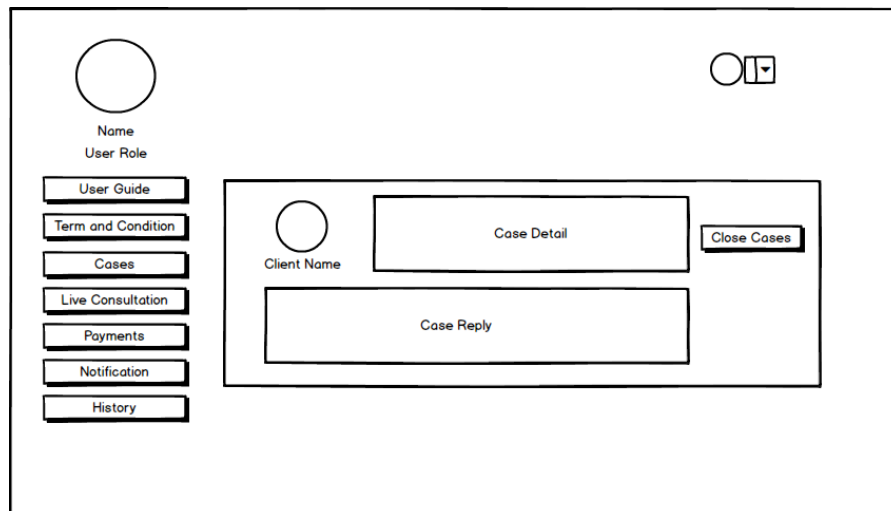 Name
User Role
User Guide
Term and Condition
Cases
Live Consultation
Payments
Notification
History
Client Name
Case Detail
Close Cases
Case Reply